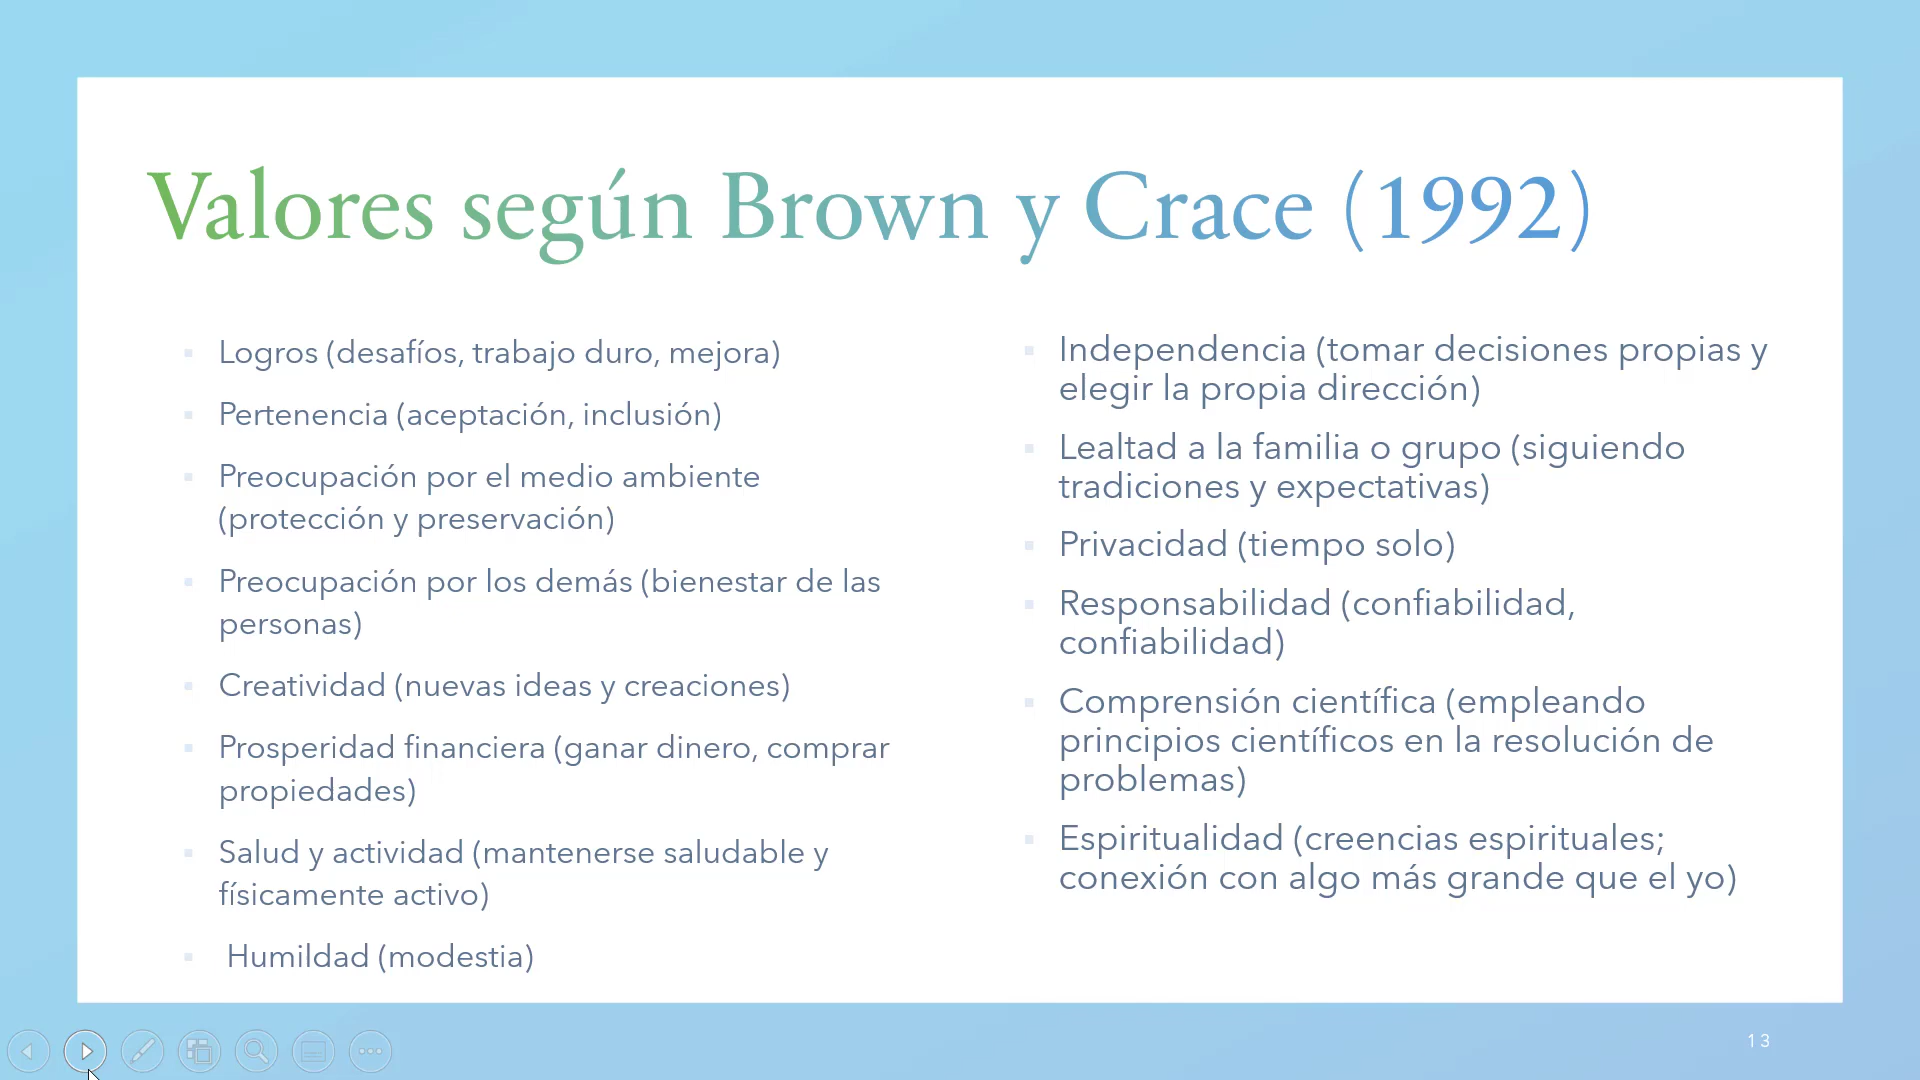 Valores según Brown y Crace (1992)
Logros (desafíos, trabajo duro, mejora)
Pertenencia (aceptación, inclusión)
Preocupación por el medio ambiente
(protección y preservación)
Preocupación por los demás (bienestar de las
personas)
Creatividad (nuevas ideas y creaciones)
Prosperidad financiera (ganar dinero, comprar
propiedades)
Salud y actividad (mantenerse saludable y
físicamente activo)
Humildad (modestia)
Independencia (tomar decisiones propias y
elegir la propia dirección)
Lealtad a la familia o grupo (siguiendo
tradiciones y expectativas)
Privacidad (tiempo solo)
Responsabilidad (confiabilidad,
confiabilidad)
Comprensión científica (empleando
principios científicos en la resolución de
problemas)
Espiritualidad (creencias espirituales;
conexión con algo más grande que el yo)
13